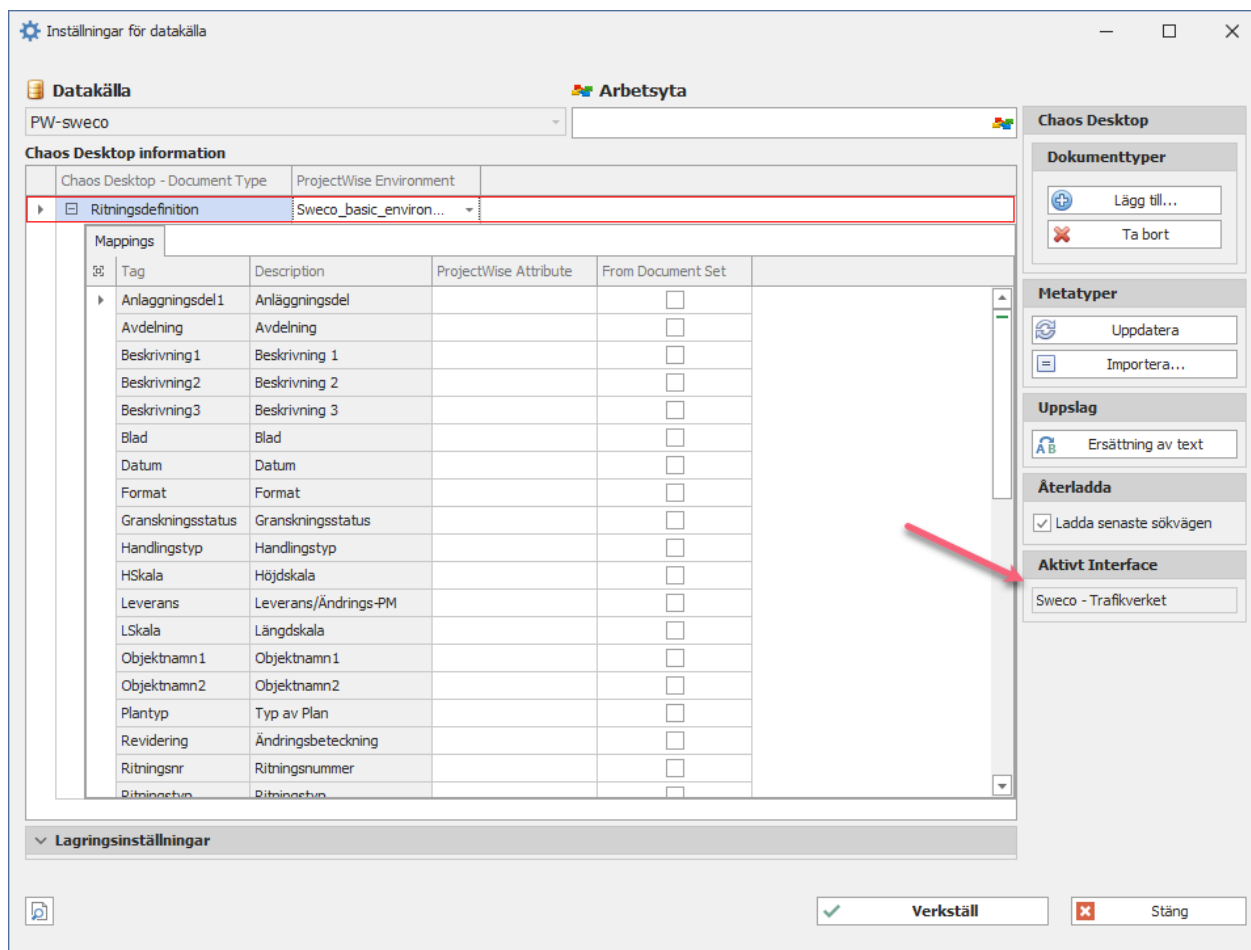 Inställningar för datakälla
Datakälla
Arbetsyta
PW-sweco
Chaos Desktop information
Chaos Desktop - Document Type ProjectWise Environment
Ritningsdefinition Sweco_basic_environ...
Mappings
Tag Description ProjectWise Attribute From Document Set
Anlaggningsdel1 Anläggningsdel
Avdelning Avdelning
Beskrivning1 Beskrivning 1
Beskrivning2 Beskrivning 2
Beskrivning3 Beskrivning 3
Blad Blad
Datum Datum
Format Format
Granskningsstatus Granskningsstatus
Handlingstyp Handlingstyp
HSkala Höjdskala
Leverans Leverans/Ändrings-PM
LSkala Längdskala
Objektnamn1 Objektnamn1
Objektnamn2 Objektnamn2
Plantyp Typ av Plan
Revidering Ändringsbeteckning
Ritningsnr Ritningsnummer
Ritningstyp Ritningstyp
Lagringsinställningar
Chaos Desktop
Dokumenttyper
Lägg till...
Ta bort
Metatyper
Uppdatera
Importera...
Uppslag
Ersättning av text
Återladda
Ladda senaste sökvägen
Aktivt Interface
Sweco - Trafikverket
Verkställ
Stäng